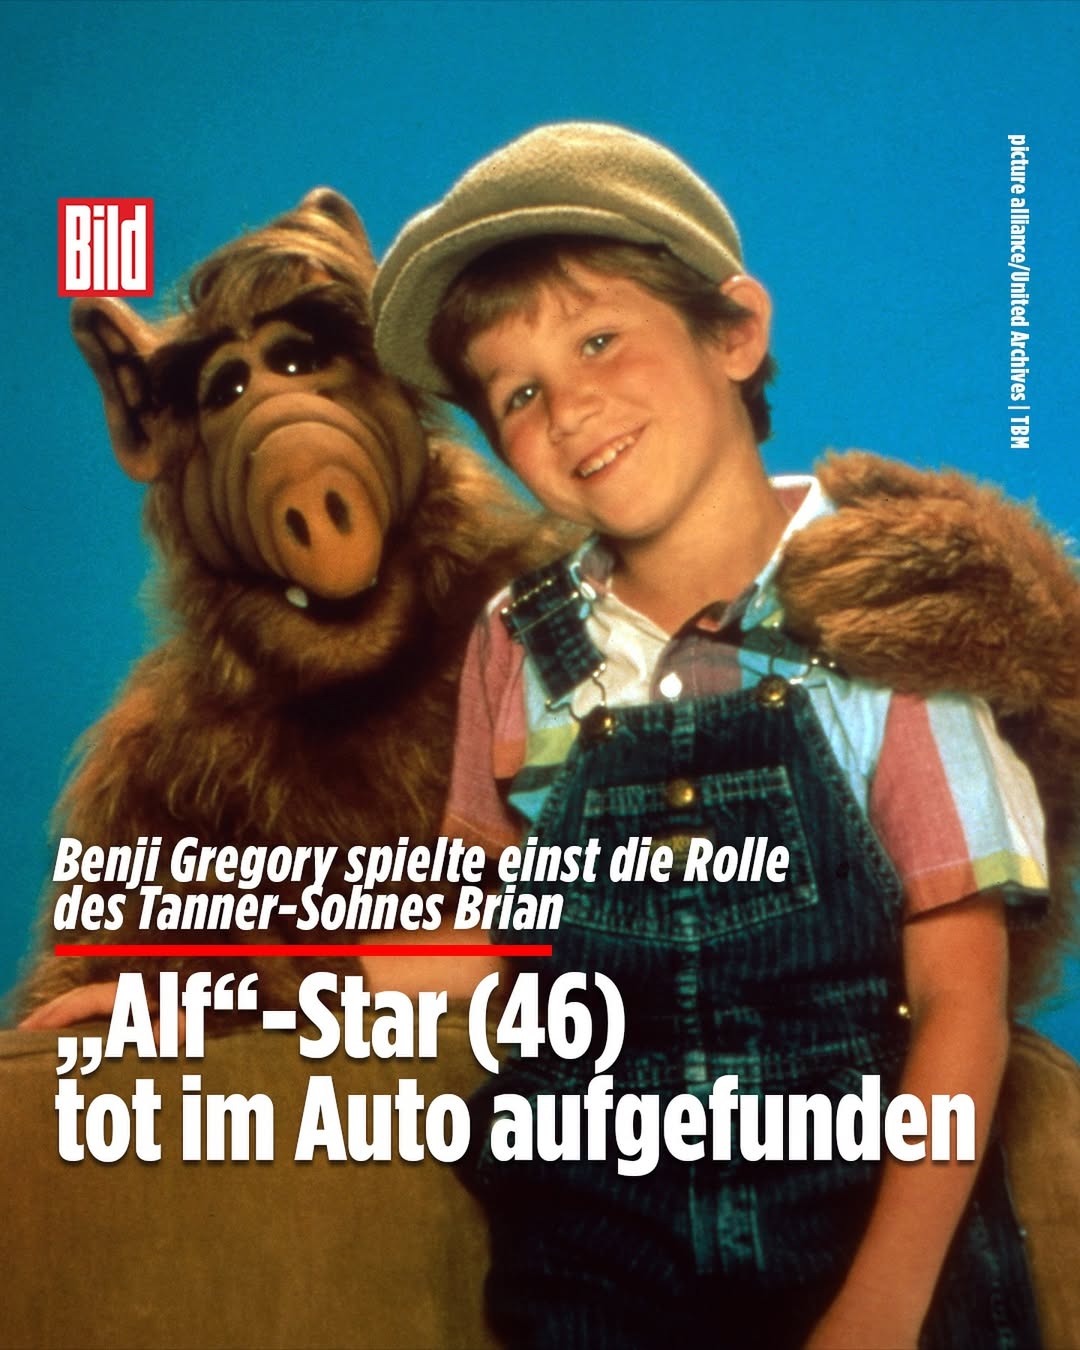 Bild
picture alliance/United Archives | TBM
Benji Gregory spielte einst die Rolle
des Tanner-Sohnes Brian
„Alf“-Star (46)
tot im Auto aufgefunden